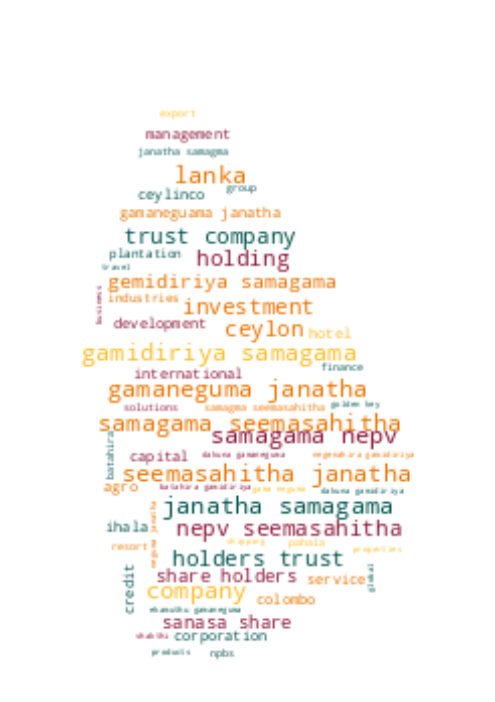 export
management
janatha samagma
lanka
ceylinco group
gamaneguama janatha
trust company
plantation holding
travel
gemidiriya samagama
business industries investment
development ceylon hotel
gamidiriya samagama
international finance
gamaneguma janatha
solutions samagma seemasahitha golden key
samagama seemasahitha
samagama nepv
batahira capital dakuna gamaneguma
seemasahitha janatha
agro batahira gamidiriya dakuna gamidiriya
janatha samagama
ihala nepv seemasahitha
resort pahala properties
holders trust
share holders service global
credit company colombo
ekamuthu gamaneguma
sanasa share
shakthi corporation
products npbs